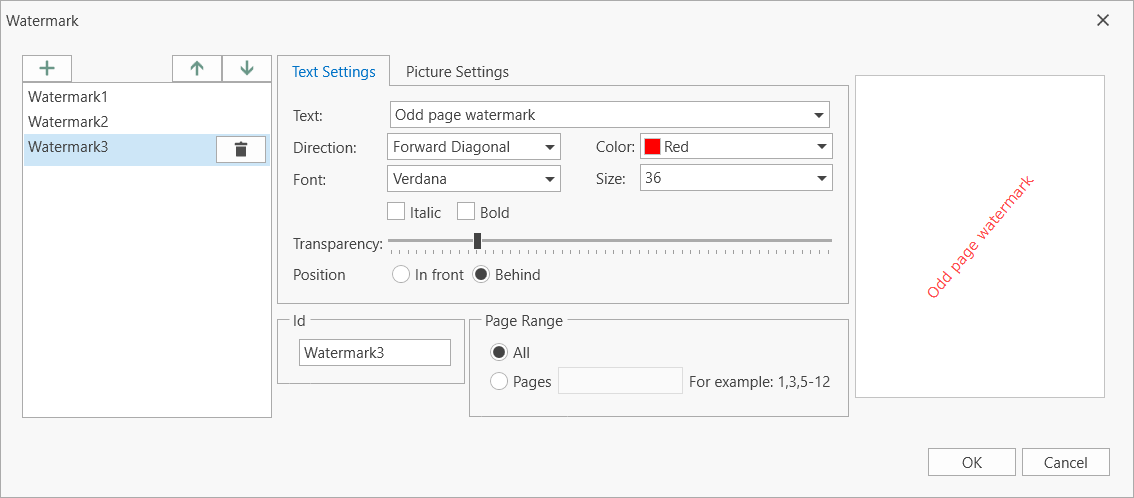 Watermark
Watermark1
Watermark2
Watermark3
Text Settings Picture Settings
Text: Odd page watermark
Direction: Forward Diagonal Color: Red
Font: Verdana Size: 36
Italic Bold
Transparency:
Position In front Behind
Id
Watermark3
Page Range
All
Pages For example: 1,3,5-12
Odd page watermark
OK Cancel